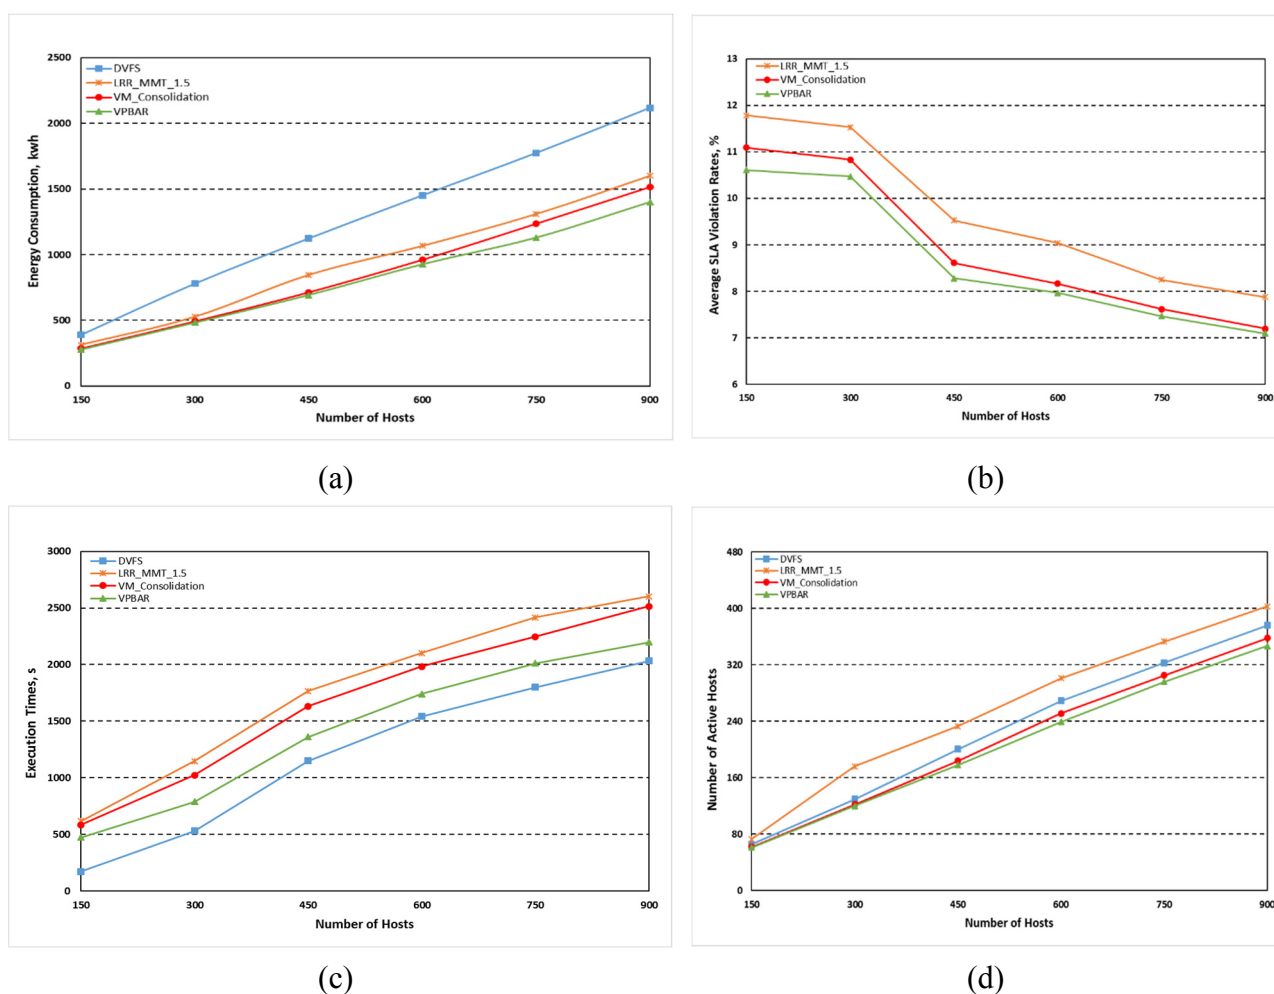 2500
2000
1500
1000
500
0
Energy Consumption, kwh
DVFS
LRR_MMT_1.5
VM_Consolidation
VPBAR
150 300 450 600 750 900
Number of Hosts
(a)
13
12
11
10
9
8
7
6
Average SLA Violation Rates, %
LRR_MMT_1.5
VM_Consolidation
VPBAR
150 300 450 600 750 900
Number of Hosts
(b)
3000
2500
2000
1500
1000
500
0
Execution Times, s
DVFS
LRR_MMT_1.5
VM_Consolidation
VPBAR
150 300 450 600 750 900
Number of Hosts
(c)
480
400
320
240
160
80
0
Number of Active Hosts
DVFS
LRR_MMT_1.5
VM_Consolidation
VPBAR
150 300 450 600 750 900
Number of Hosts
(d)